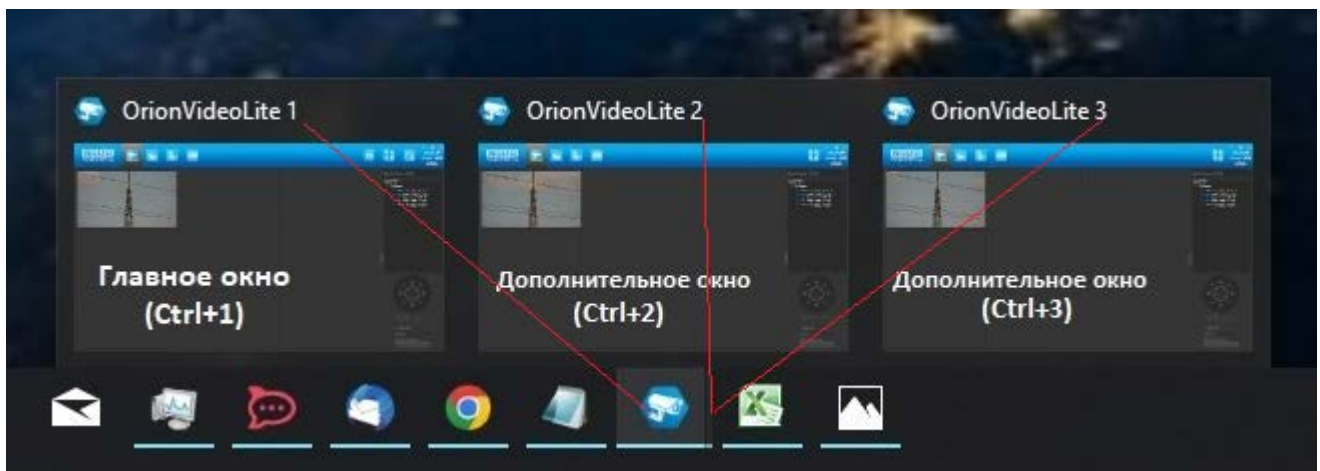 OrionVideoLite 1
OrionVideoLite 2
OrionVideoLite 3
Главное окно
(Ctrl+1)
Дополнительное окно
(Ctrl+2)
Дополнительное окно
(Ctrl+3)